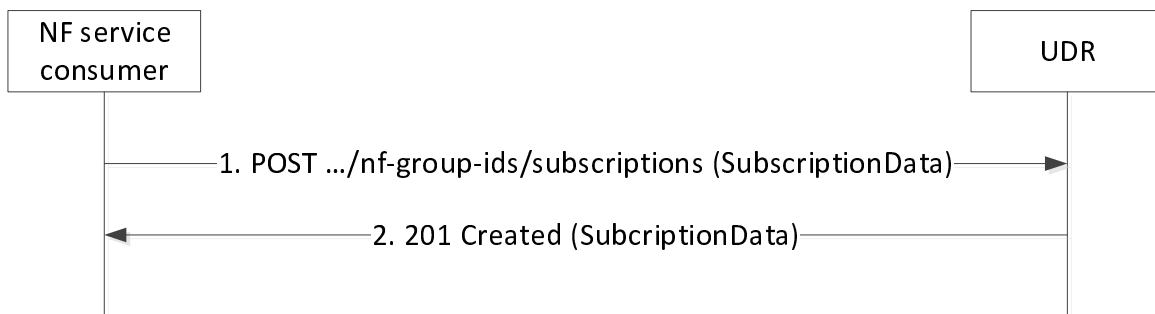 NF service
consumer
UDR
1. POST …/nf-group-ids/subscriptions (SubscriptionData)
2. 201 Created (SubcriptionData)